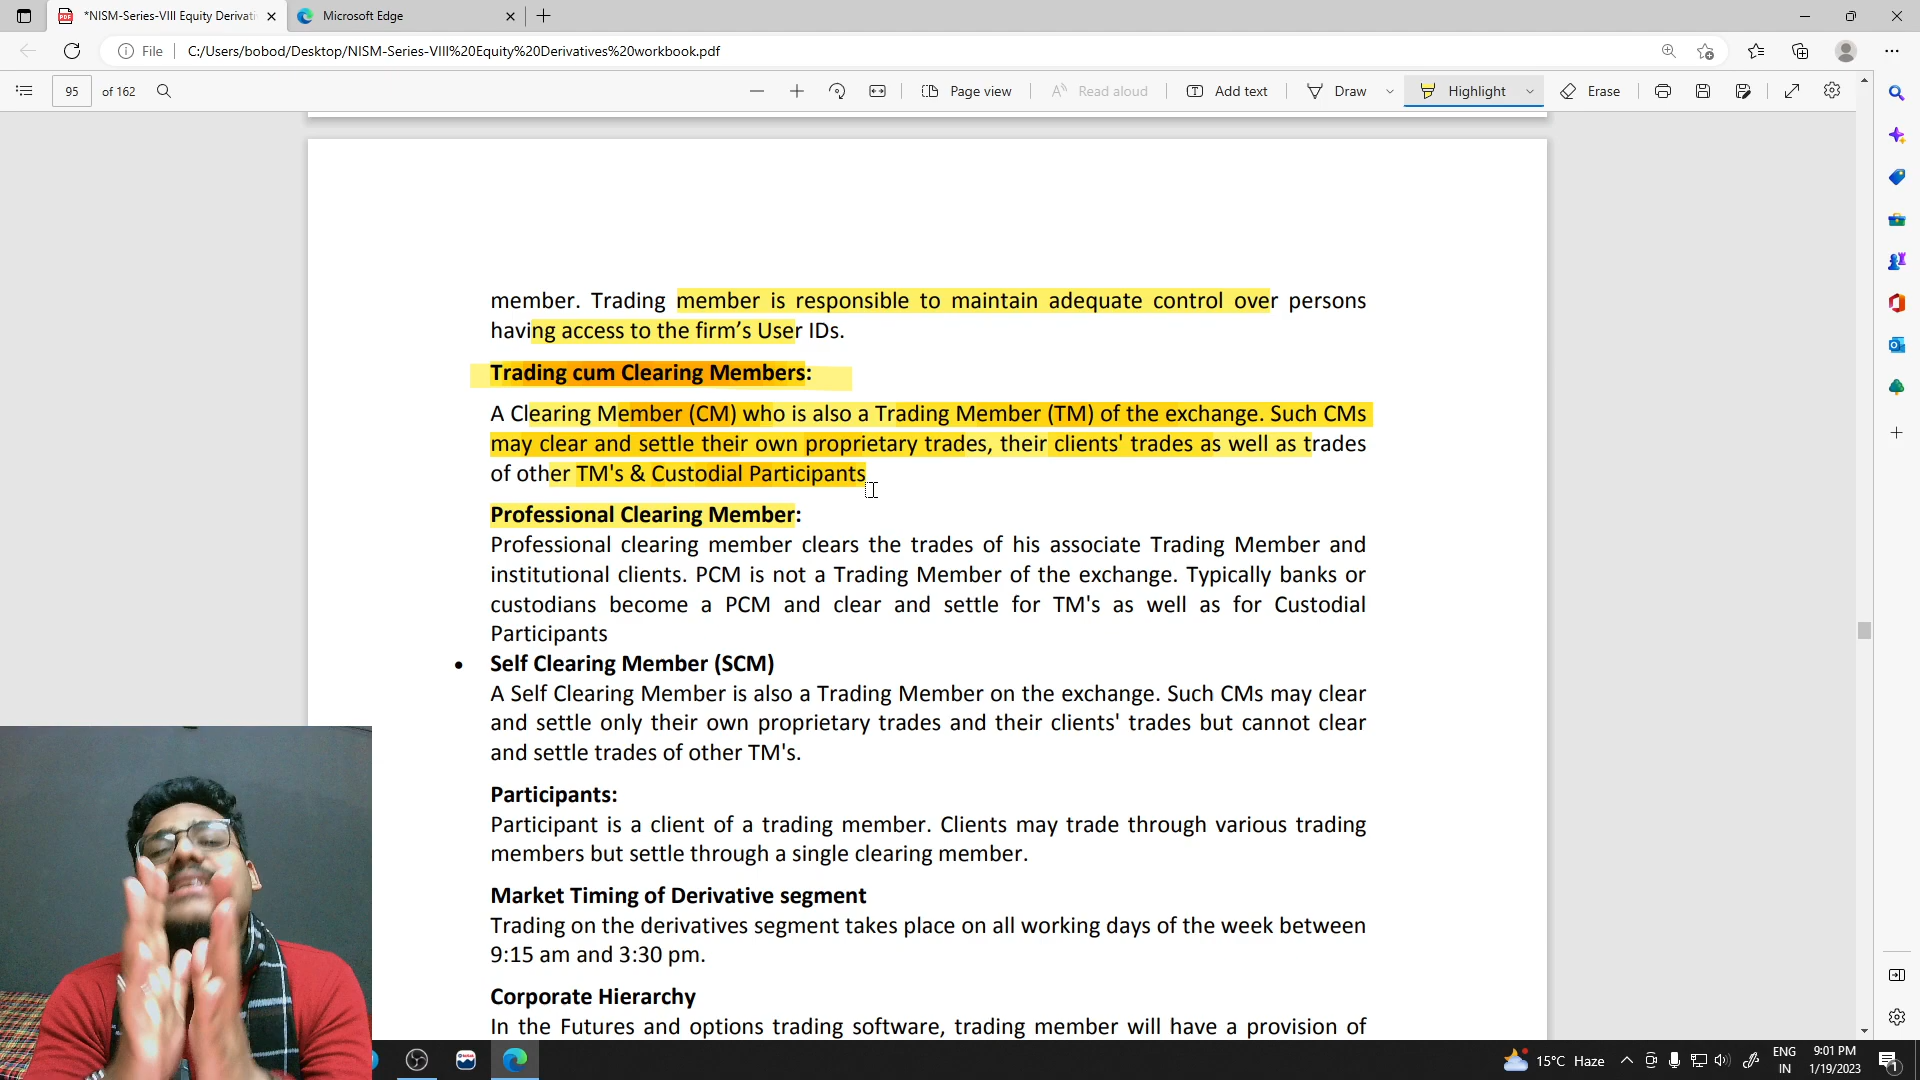 *NISM-Series-VIII Equity Derivati
Microsoft Edge
File
C:/Users/bobod/Desktop/NISM-Series-VIII%20Equity%20Derivatives%20workbook.pdf
95 of 162
Page view
Read aloud
Add text
Draw
Highlight
Erase
member. Trading member is responsible to maintain adequate control over persons
having access to the firm’s User IDs.
Trading cum Clearing Members:
A Clearing Member (CM) who is also a Trading Member (TM) of the exchange. Such CMs
may clear and settle their own proprietary trades, their clients' trades as well as trades
of other TM's & Custodial Participants
Professional Clearing Member:
Professional clearing member clears the trades of his associate Trading Member and
institutional clients. PCM is not a Trading Member of the exchange. Typically banks or
custodians become a PCM and clear and settle for TM's as well as for Custodial
Participants
• Self Clearing Member (SCM)
A Self Clearing Member is also a Trading Member on the exchange. Such CMs may clear
and settle only their own proprietary trades and their clients' trades but cannot clear
and settle trades of other TM's.
Participants:
Participant is a client of a trading member. Clients may trade through various trading
members but settle through a single clearing member.
Market Timing of Derivative segment
Trading on the derivatives segment takes place on all working days of the week between
9:15 am and 3:30 pm.
Corporate Hierarchy
In the Futures and options trading software, trading member will have a provision of
15°C Haze
ENG
IN
9:01 PM
1/19/2023
1